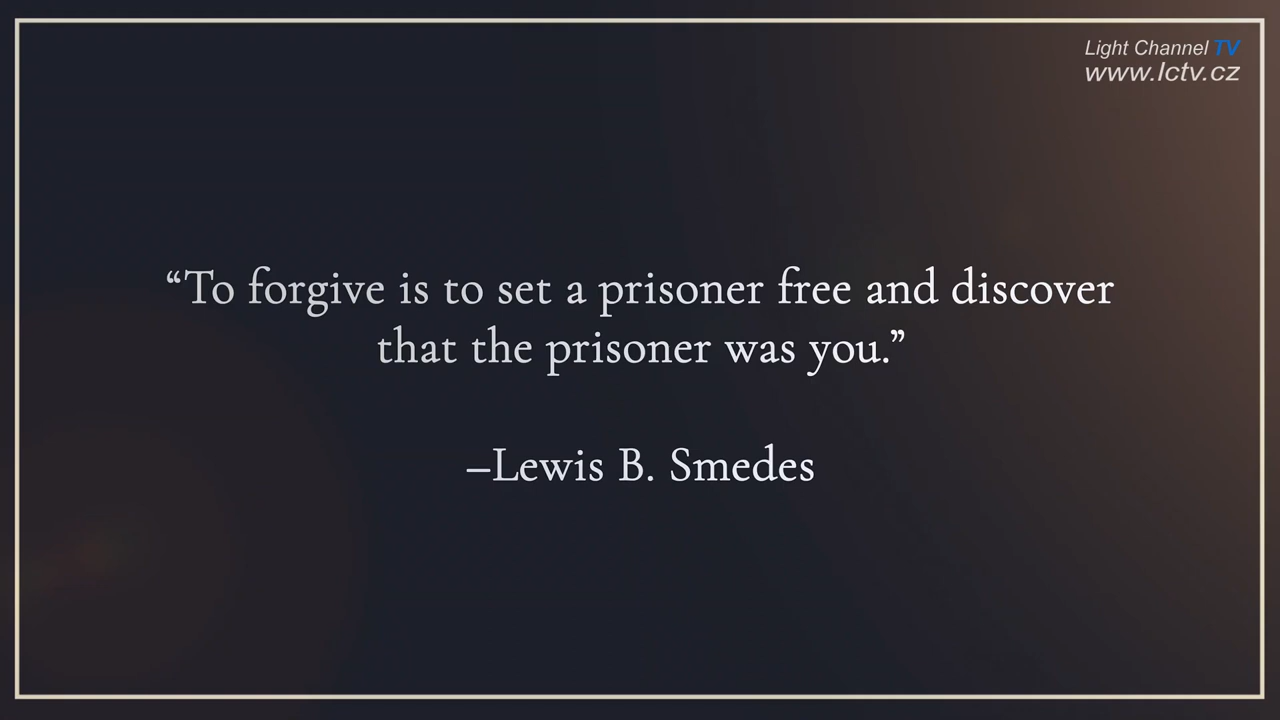 Light Channel TV
www.lctv.cz
“To forgive is to set a prisoner free and discover
that the prisoner was you.”
–Lewis B. Smedes